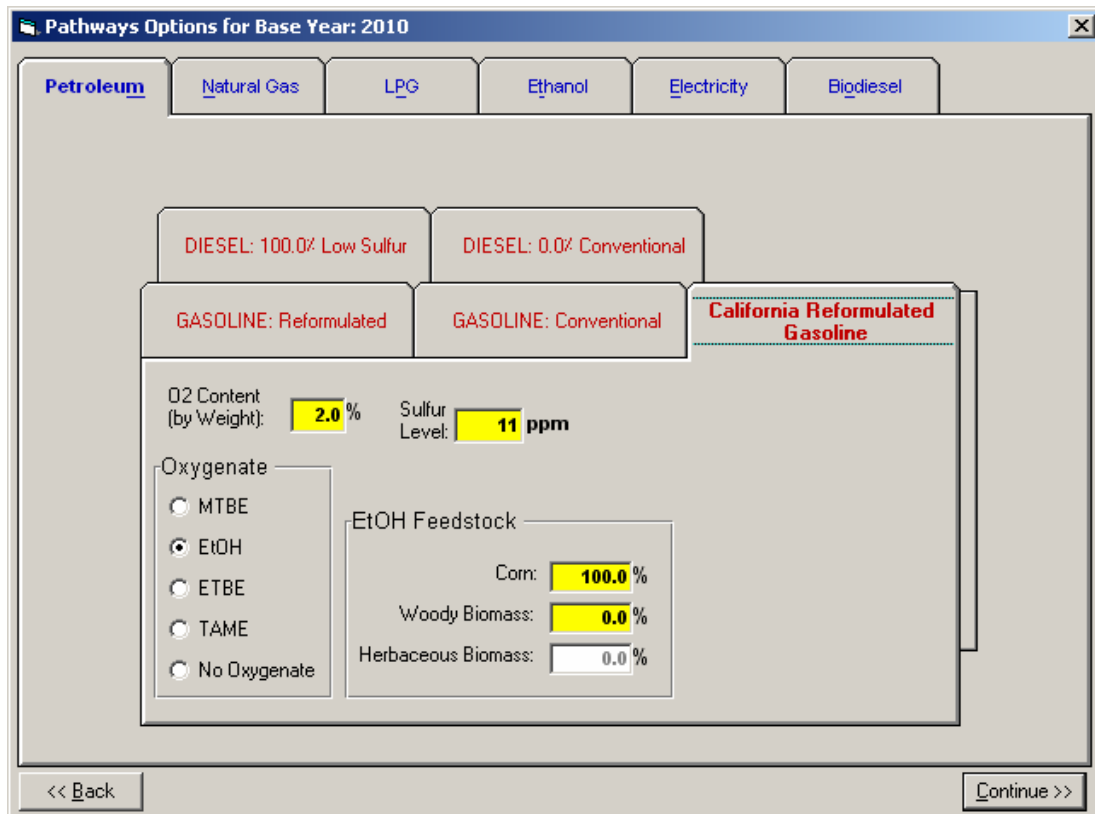 Pathways Options for Base Year: 2010
Petroleum
Natural Gas
LPG
Ethanol
Electricity
Biodiesel
DIESEL: 100.0% Low Sulfur
DIESEL: 0.0% Conventional
GASOLINE: Reformulated
GASOLINE: Conventional
California Reformulated
Gasoline
O2 Content
(by Weight): 2.0 %
Sulfur
Level: 11 ppm
Oxygenate
MTBE
EtOH
ETBE
TAME
No Oxygenate
EtOH Feedstock
Corn: 100.0 %
Woody Biomass: 0.0 %
Herbaceous Biomass: 0.0 %
<< Back
Continue >>